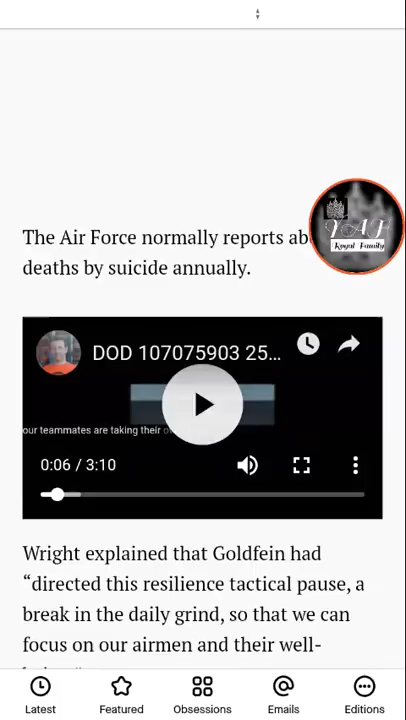 The Air Force normally reports
deaths by suicide annually.
Royal Family
DOD 107075903 25...
our teammates are taking their
0:06 / 3:10
Wright explained that Goldfein had
“directed this resilience tactical pause, a
break in the daily grind, so that we can
focus on our airmen and their well-
Latest
Featured
Obsessions
Emails
Editions